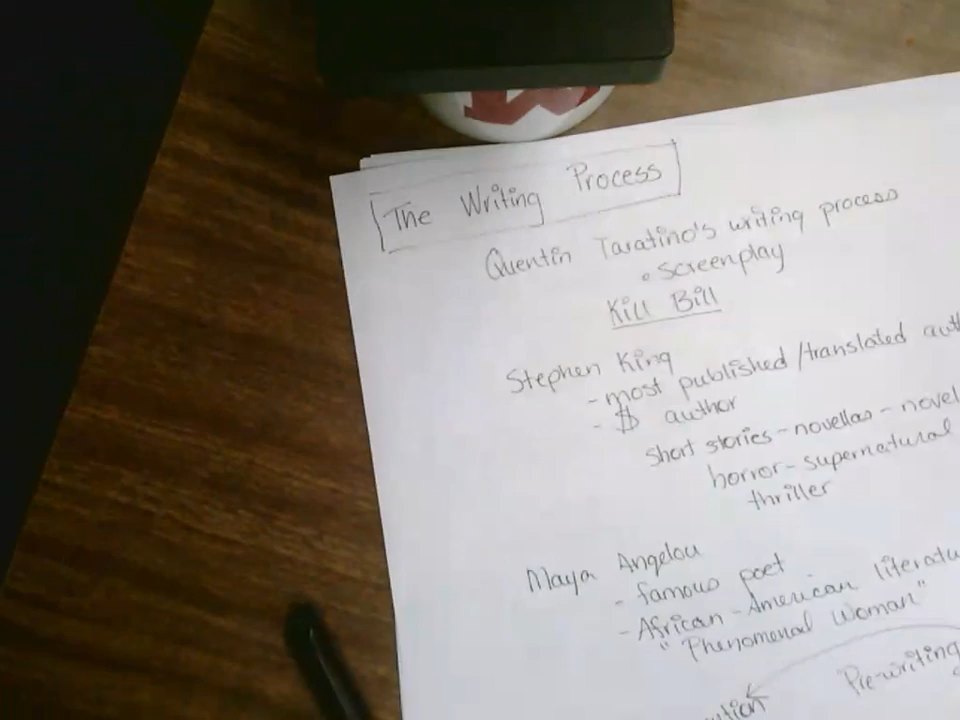 The Writing Process
Quentin Taratino's writing process
• Screenplay
Kill Bill
Stephen King
- most published/translated
- $ author
short stories - novellas - novel
horror - supernatural
thriller
Maya Angelou
- famous poet
- African-American
"Phenomenal Woman"
Pre-writing